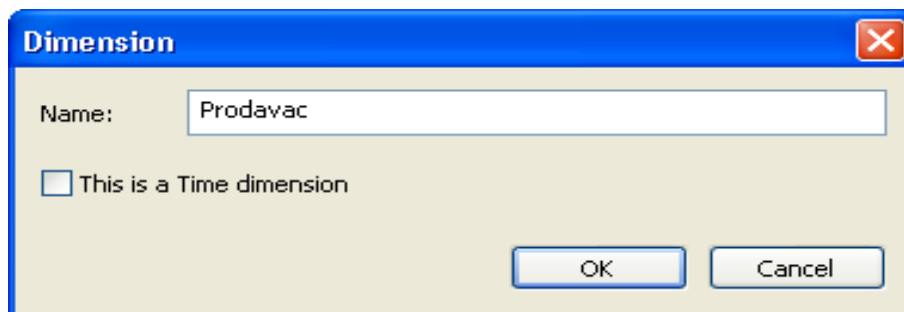 Dimension
Name: Prodavac
This is a Time dimension
OK Cancel